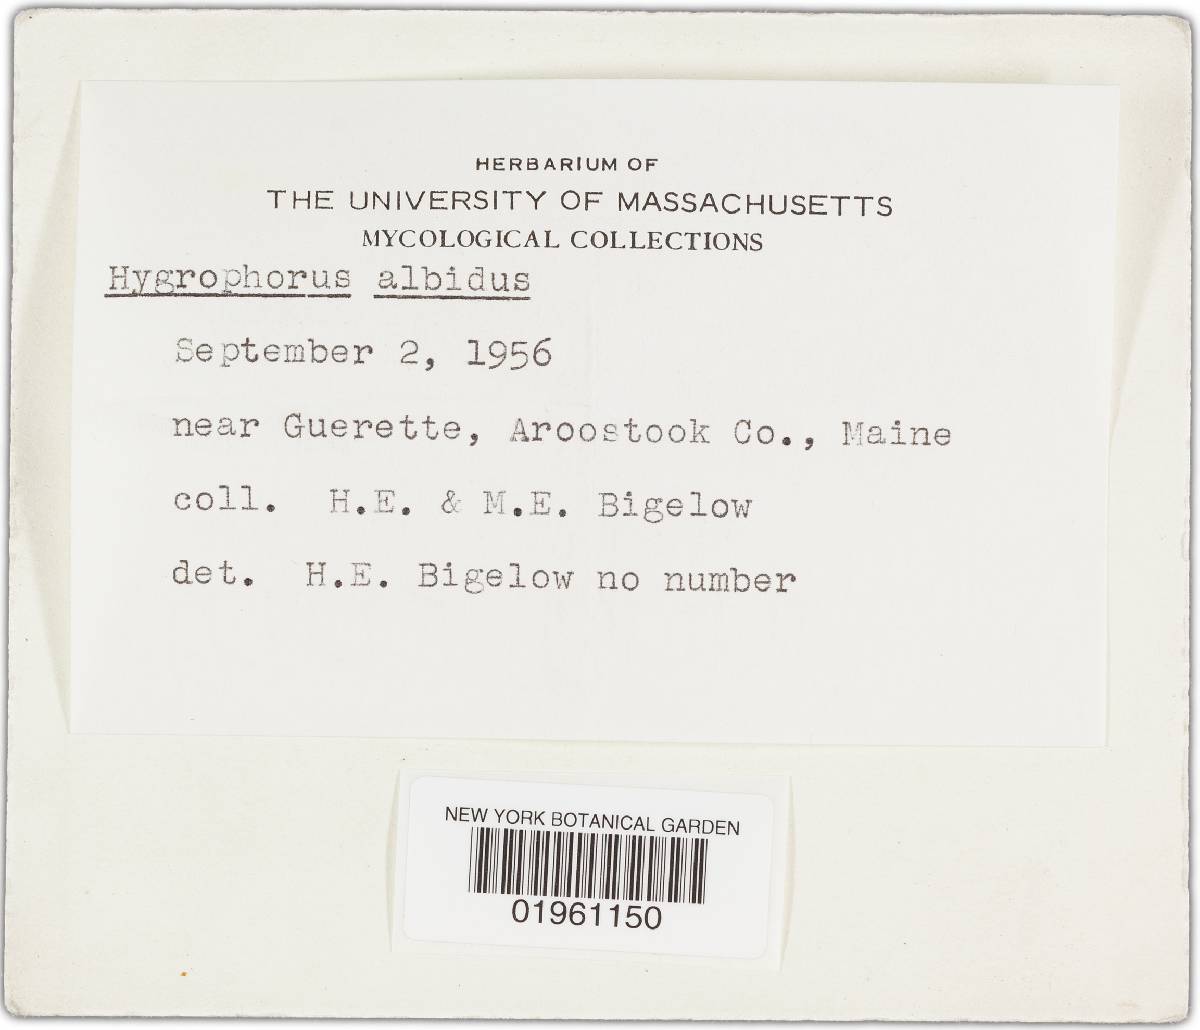 HERBARIUM OF
THE UNIVERSITY OF MASSACHUSETTS
MYCOLOGICAL COLLECTIONS
Hygrophorus albidus
September 2, 1956
near Guerette, Aroostook Co., Maine
coll. H.E. & M.E. Bigelow
det. H.E. Bigelow no number
NEW YORK BOTANICAL GARDEN
01961150